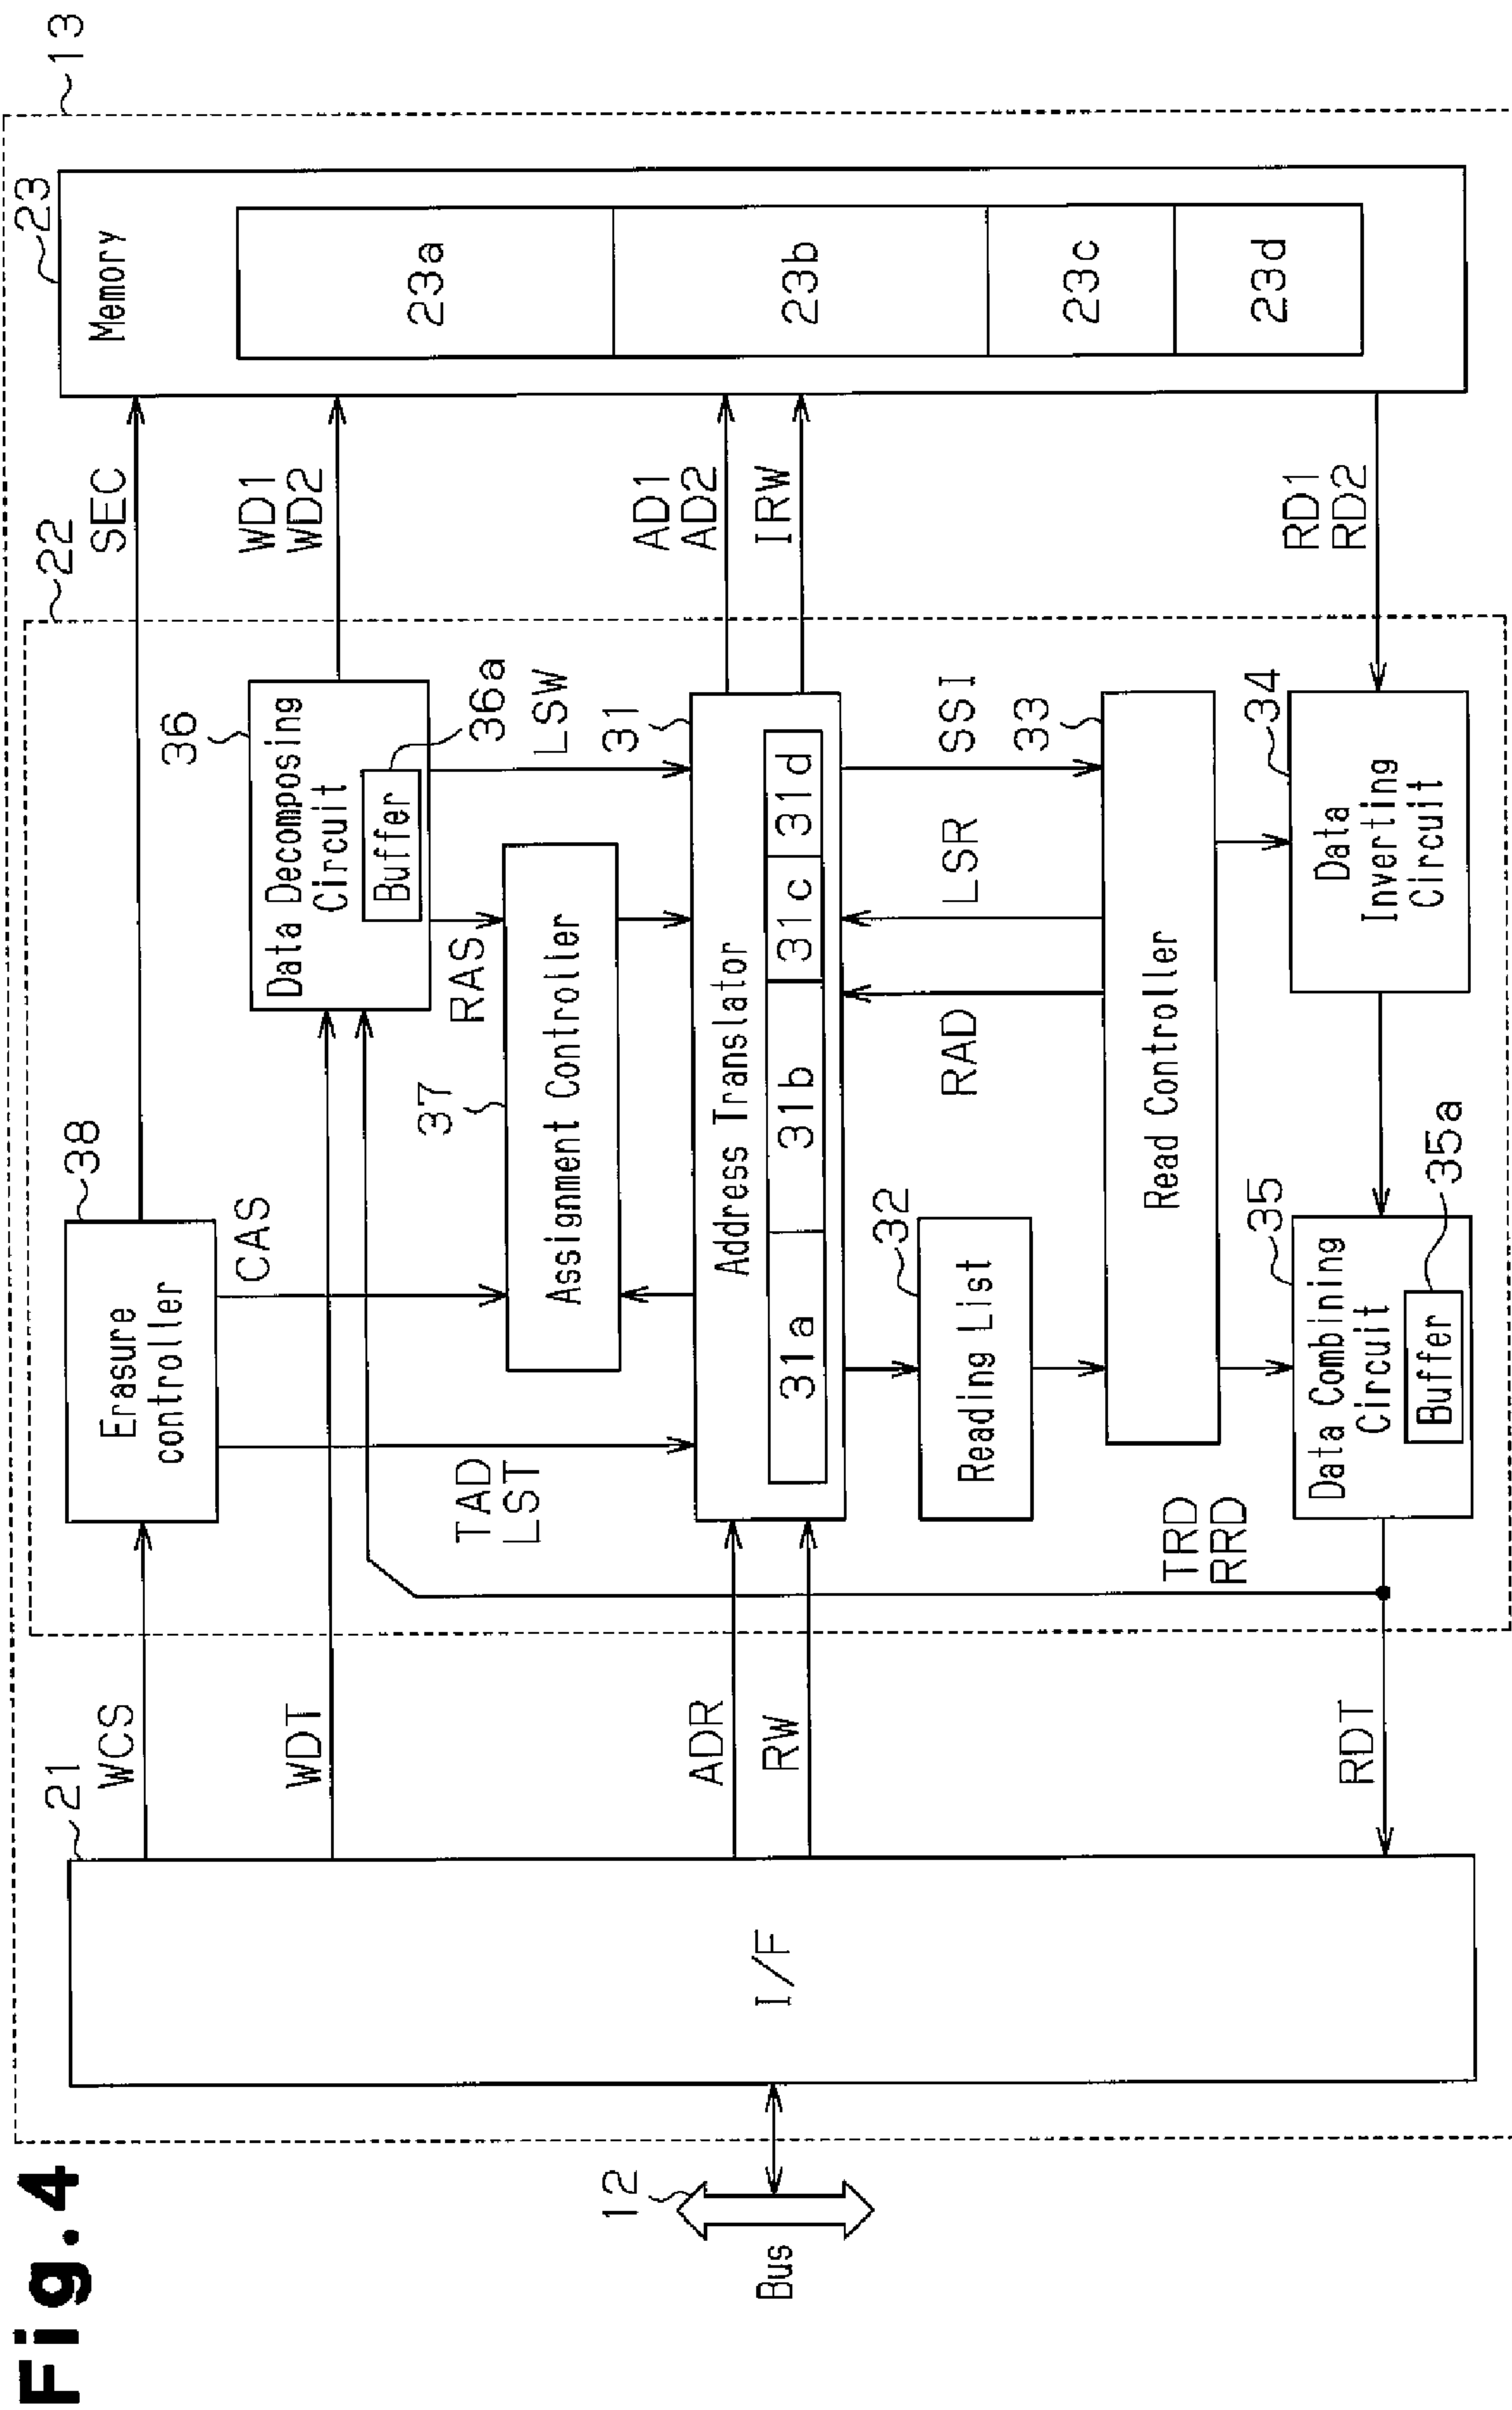 Fig.4
13
22
23
21
WCS
38
Erasure
controller
SEC
Memory
CAS
36
Data Decomposing
Circuit
Buffer
36a
WD1
WD2
WDT
RAS
LSW
37
Assignment Controller
TAD
LST
31
Address Translator
31a
31b
31c
31d
AD1
AD2
IRW
23a
23b
23c
23d
12
Bus
I/F
ADR
RW
32
Reading List
RAD
LSR
SSI
33
Read Controller
TRD
RRD
35
Data Combining
Circuit
Buffer
35a
34
Data
Inverting
Circuit
RD1
RD2
RDT